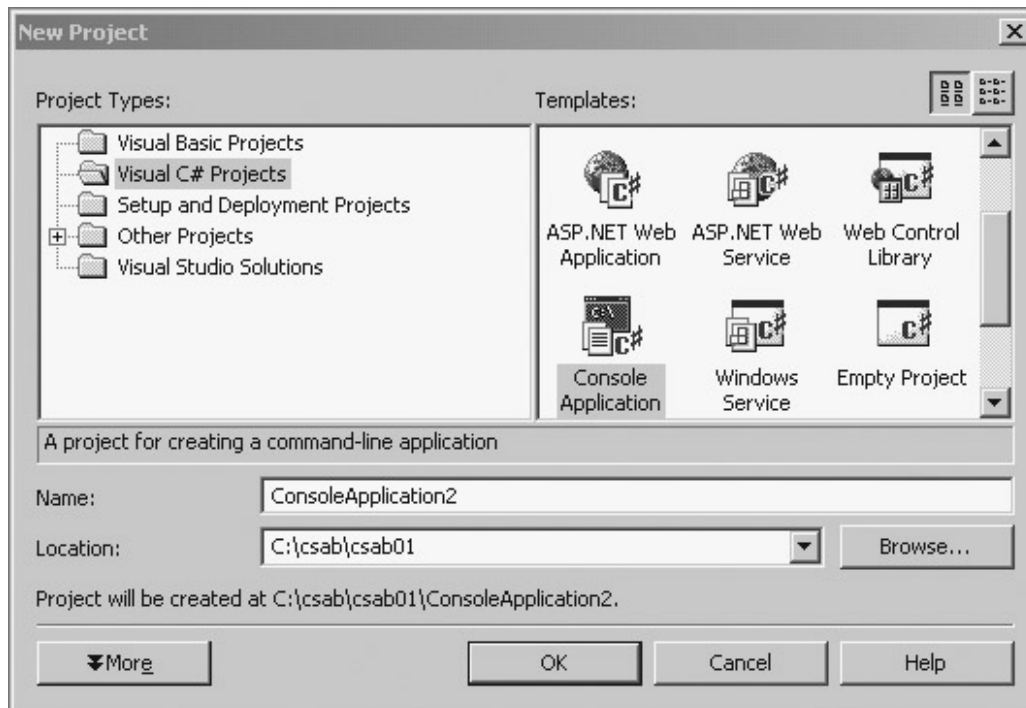 New Project
Project Types:
Templates:
Visual Basic Projects
Visual C# Projects
Setup and Deployment Projects
Other Projects
Visual Studio Solutions
ASP.NET Web
Application
ASP.NET Web
Service
Web Control
Library
Console
Application
Windows
Service
Empty Project
A project for creating a command-line application
Name:
ConsoleApplication2
Location:
C:\csab\csab01
Browse...
Project will be created at C:\csab\csab01\ConsoleApplication2.
More
OK
Cancel
Help